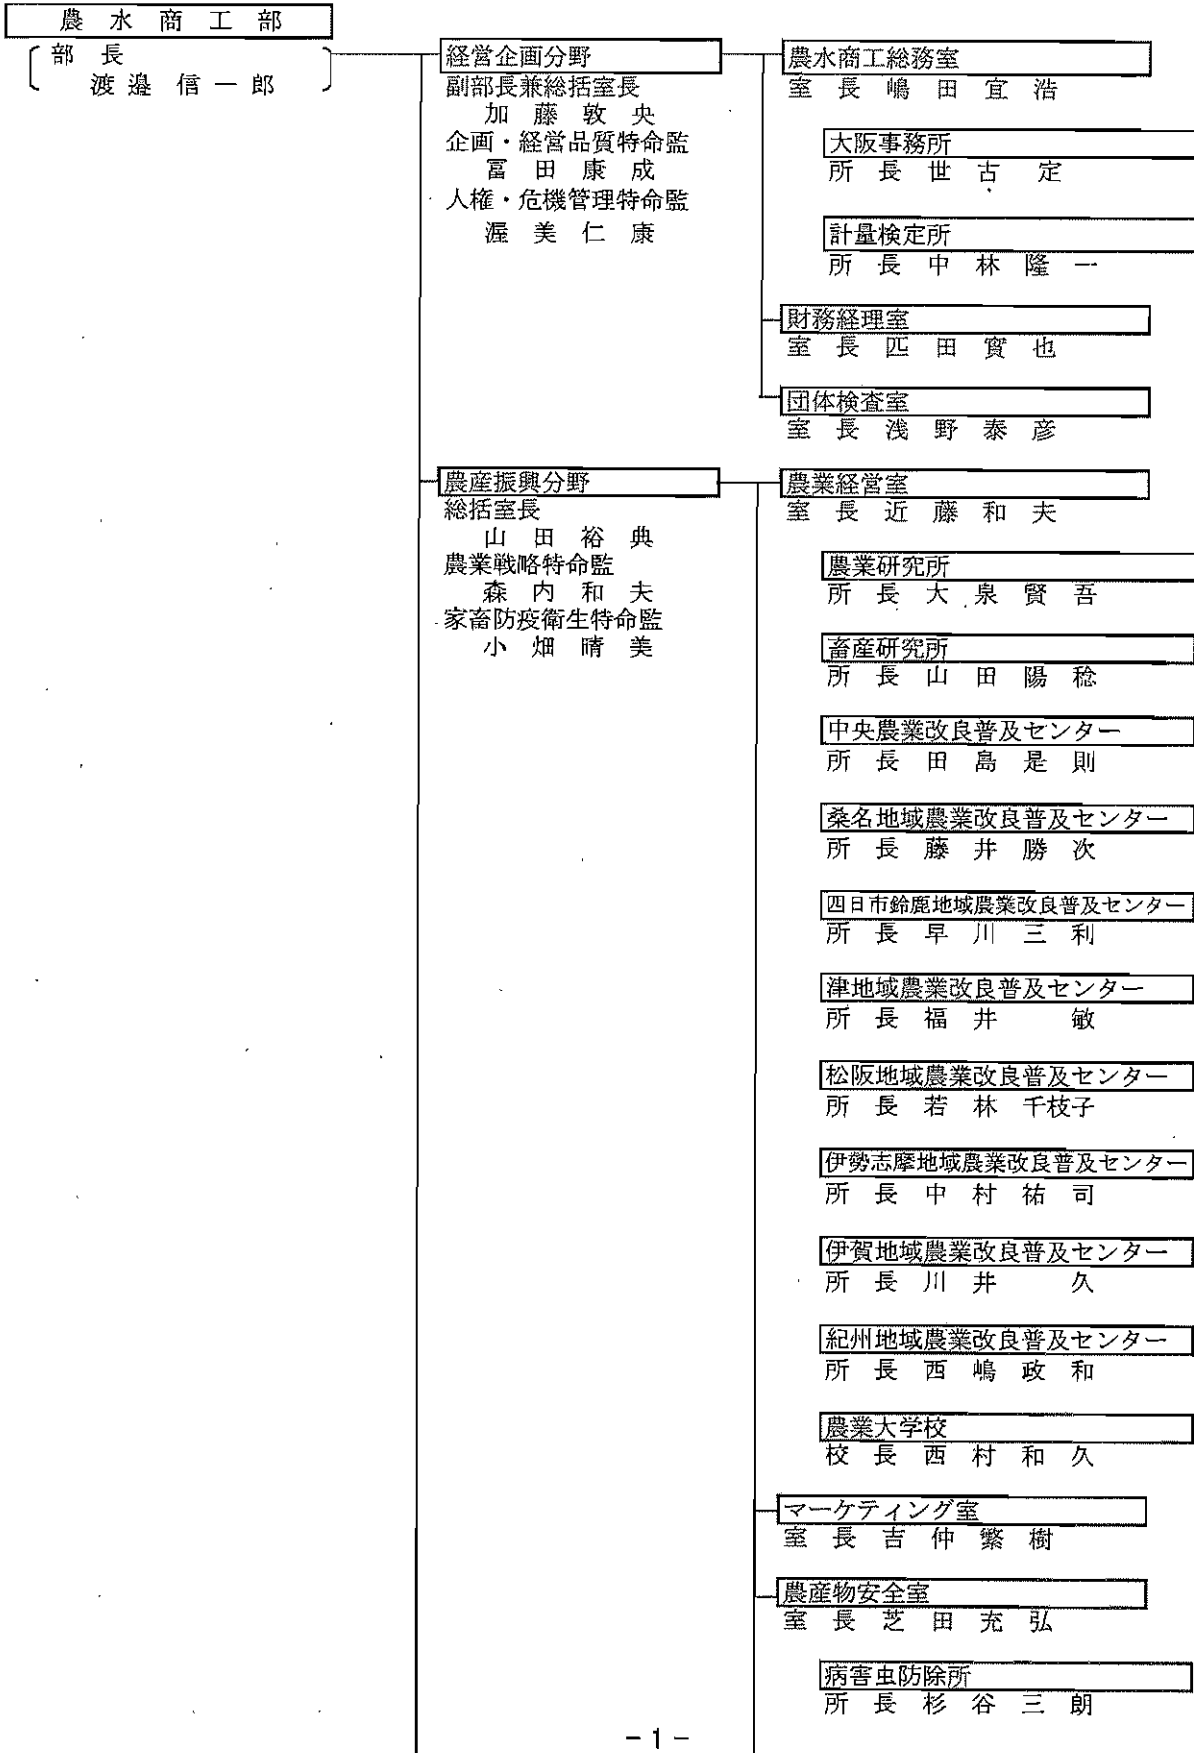 農水商工部
部長
渡邉信一郎
経営企画分野
副部長兼総括室長
加藤敦央
企画・経営品質特命監
冨田康成
人権・危機管理特命監
渥美仁康
農水商工総務室
室長嶋田宜浩
大阪事務所
所長世古定
計量検定所
所長中林隆一
財務経理室
室長匹田實也
団体検査室
室長浅野泰彦
農産振興分野
総括室長
山田裕典
農業戦略特命監
森内和夫
家畜防疫衛生特命監
小畑晴美
農業経営室
室長近藤和夫
農業研究所
所長大泉賢吾
畜産研究所
所長山田陽稔
中央農業改良普及センター
所長田島是則
桑名地域農業改良普及センター
所長藤井勝次
四日市鈴鹿地域農業改良普及センター
所長早川三利
津地域農業改良普及センター
所長福井敏
松阪地域農業改良普及センター
所長若林千枝子
伊勢志摩地域農業改良普及センター
所長中村祐司
伊賀地域農業改良普及センター
所長川井久
紀州地域農業改良普及センター
所長西嶋政和
農業大学校
校長西村和久
マーケティング室
室長吉仲繁樹
農産物安全室
室長芝田充弘
病害虫防除所
所長杉谷三朗
-1-